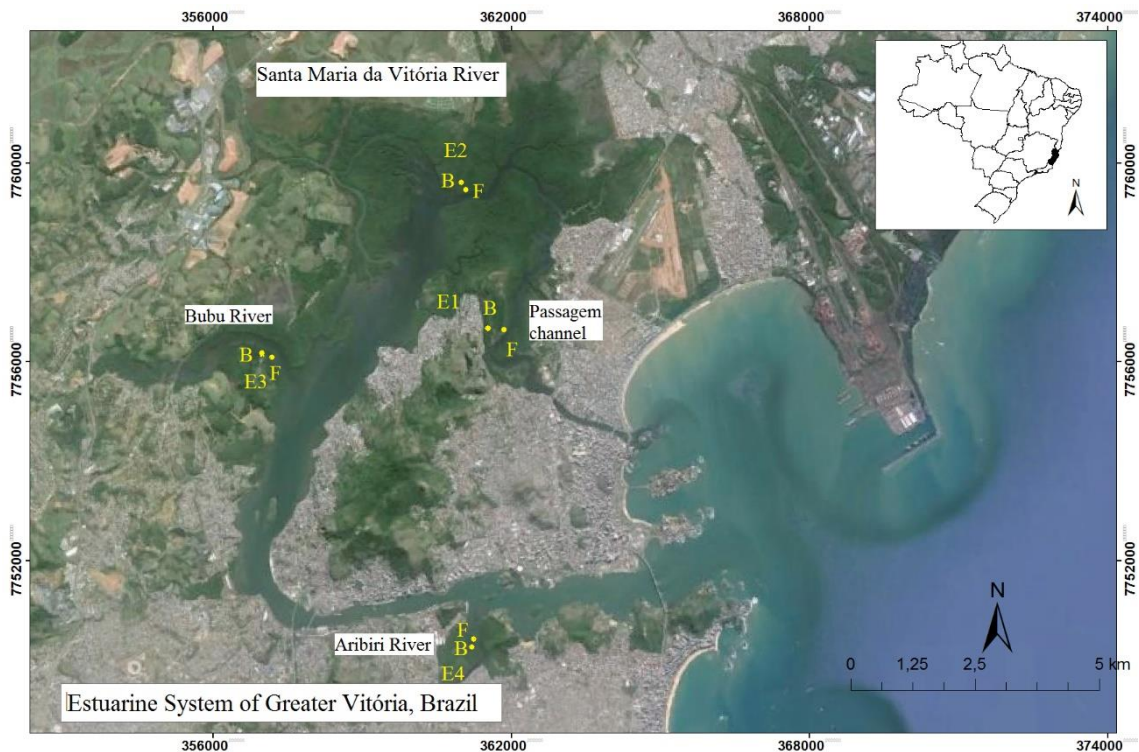 356000 362000 368000 374000
Santa Maria da Vitória River
N
7760000 7760000
E2
B
F
Bubu River
E1
B
Passagem
channel
F
B
F
E3
7756000 7756000
7752000 7752000
N
F
Aribiri River
B
E4
0 1,25 2,5 5 km
Estuarine System of Greater Vitória, Brazil
356000 362000 368000 374000